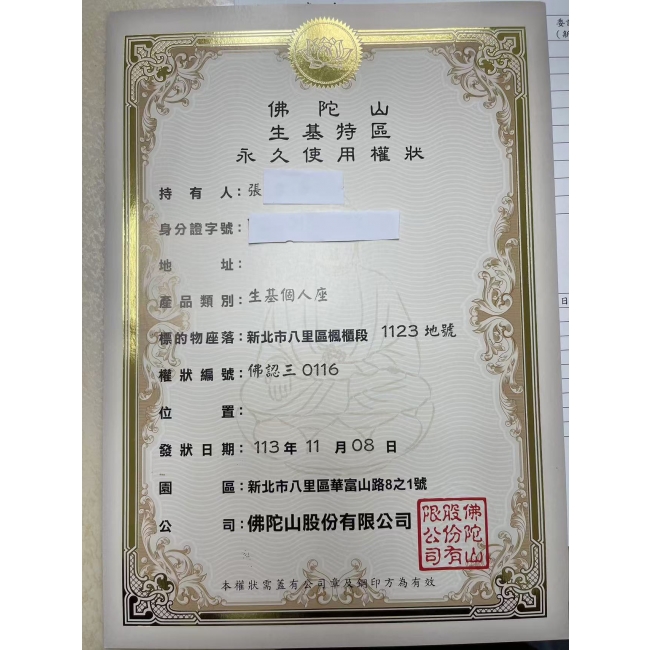 佛陀山
生基特區
永久使用權狀
持有人：張
身分證字號：
地址：
產品類別：生基個人座
標的物座落：新北市八里區楓櫃段 1123 地號
權狀編號：佛認三 0116
位置：
發狀日期：113 年 11 月 08 日
園區：新北市八里區華富山路8之1號
公司：佛陀山股份有限公司
佛陀山
股份有
限公司
本權狀需蓋有公司章及鋼印方為有效
委
日